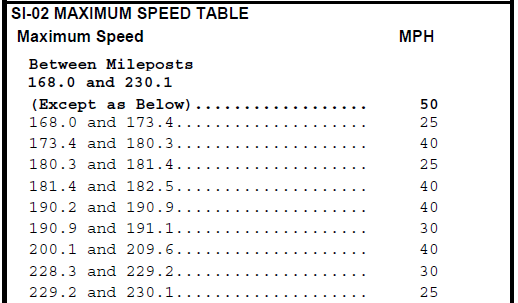 SI-02 MAXIMUM SPEED TABLE
Maximum Speed MPH
Between Mileposts
168.0 and 230.1
(Except as Below).................. 50
168.0 and 173.4.................... 25
173.4 and 180.3.................... 40
180.3 and 181.4.................... 25
181.4 and 182.5.................... 40
190.2 and 190.9.................... 40
190.9 and 191.1.................... 30
200.1 and 209.6.................... 40
228.3 and 229.2.................... 30
229.2 and 230.1.................... 25